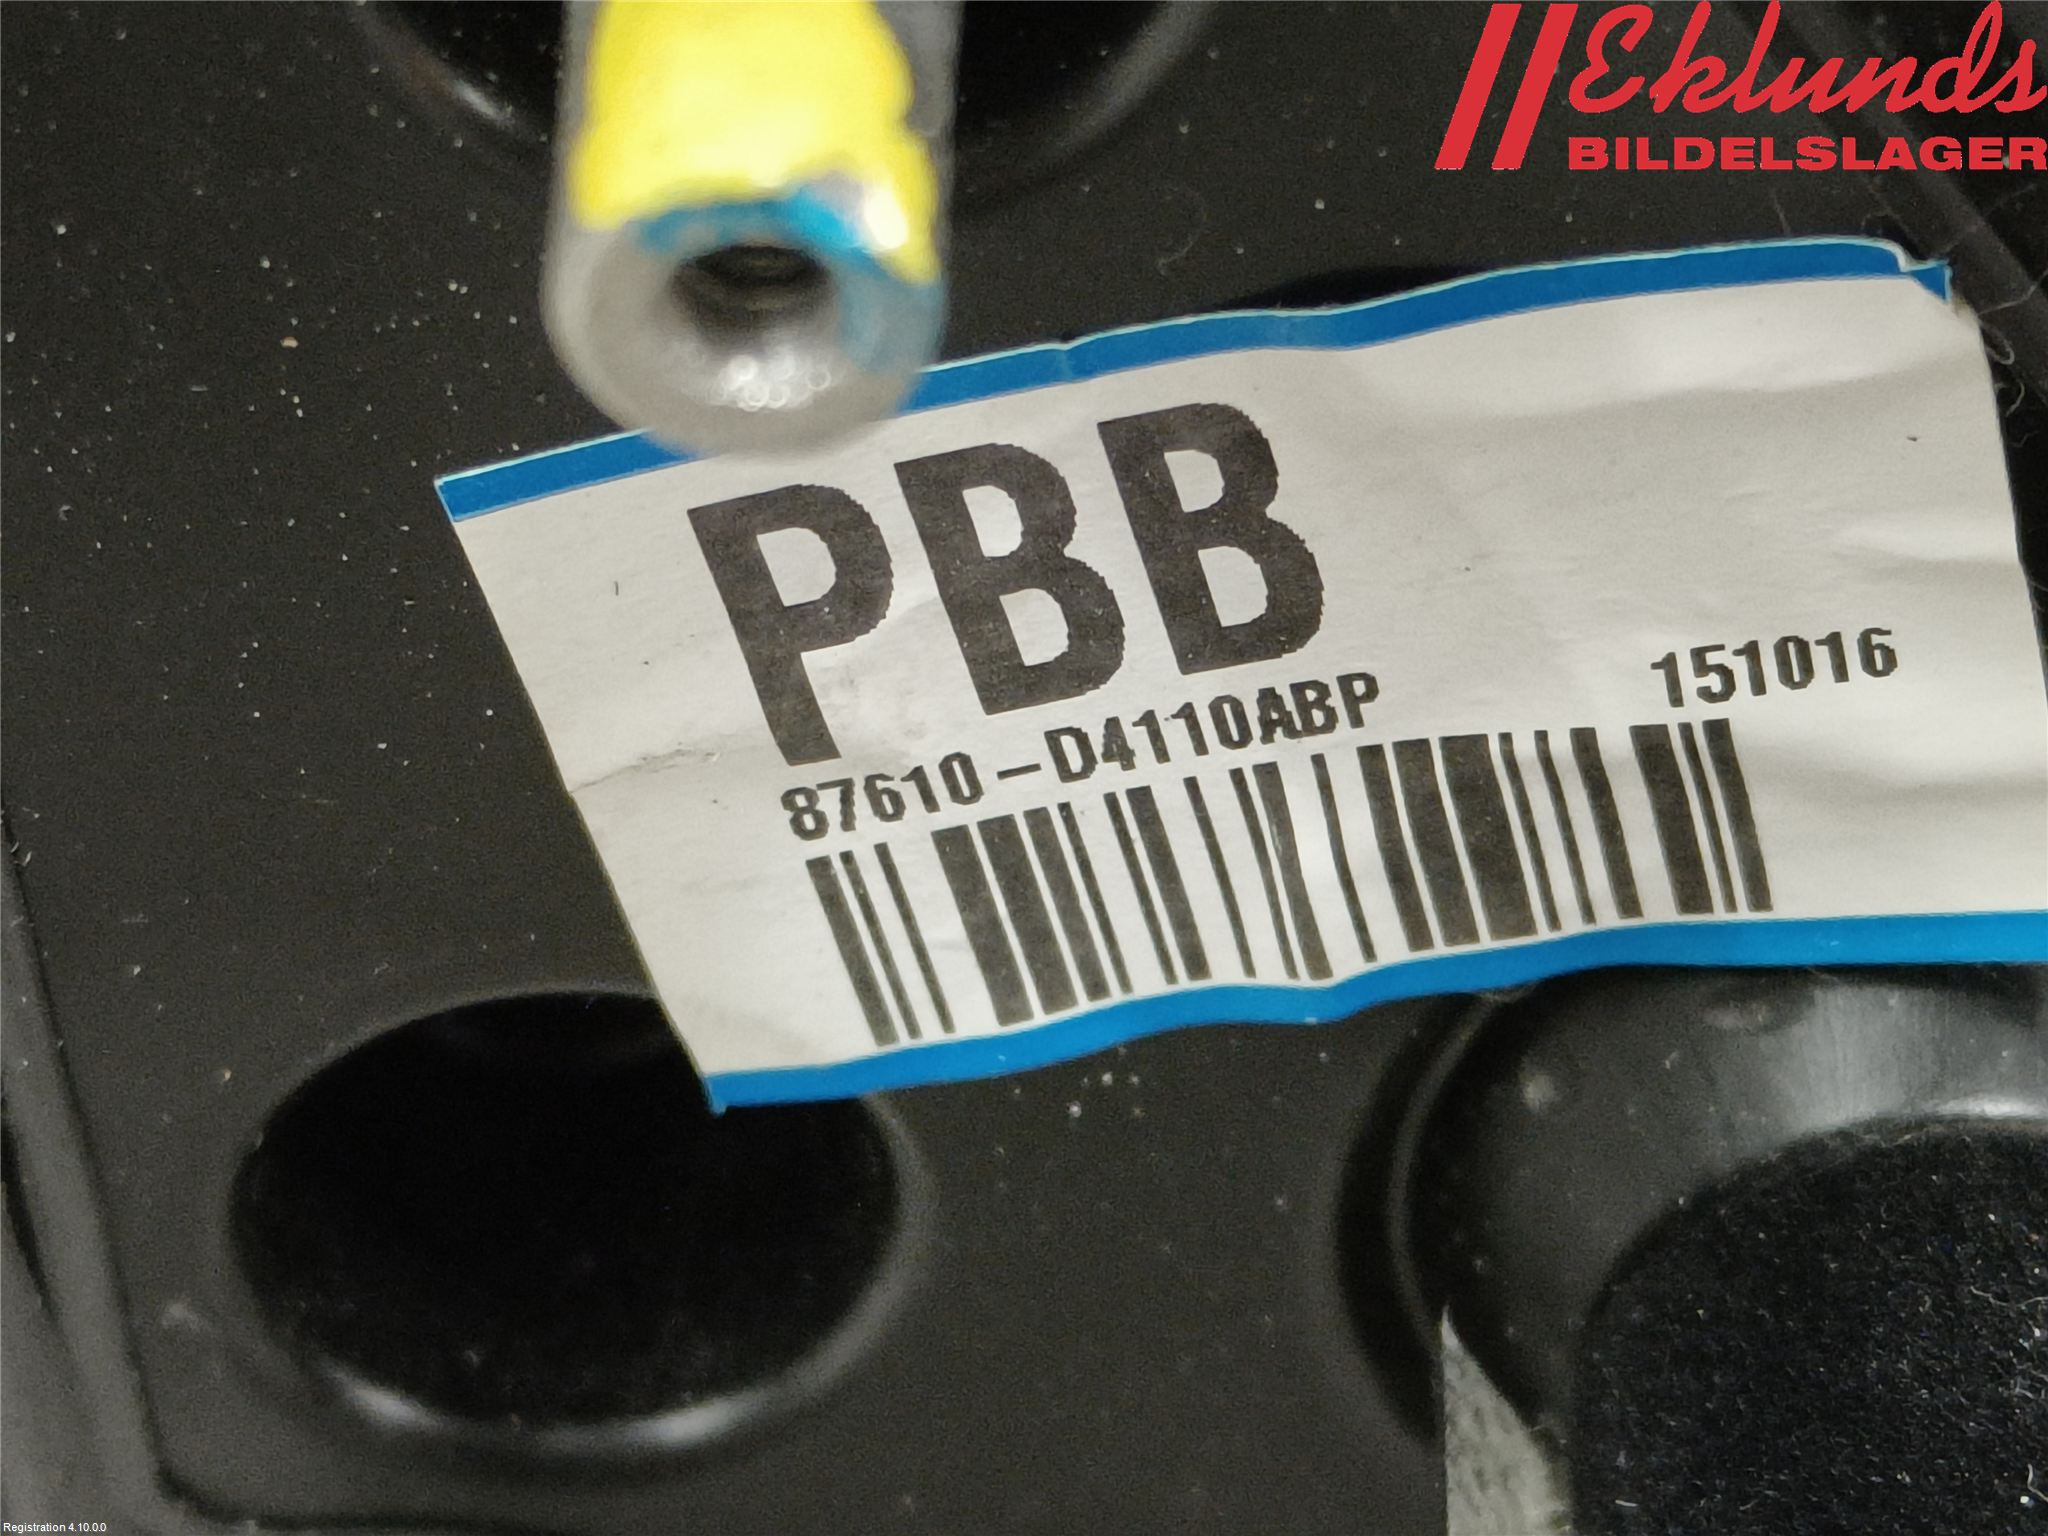 Eklunds
BILDELSLAGER
PBB
87610-D4110ABP
151016
Registration 4.10.0.0